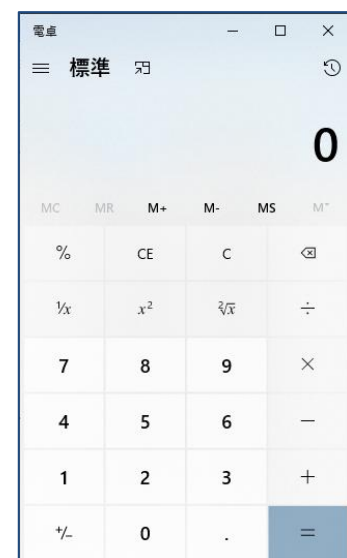 電卓
標準
0
MC MR M+ M- MS M˅
% CE C
¹/x x² ²√x ÷
7 8 9 ×
4 5 6 −
1 2 3 +
+/− 0 . =